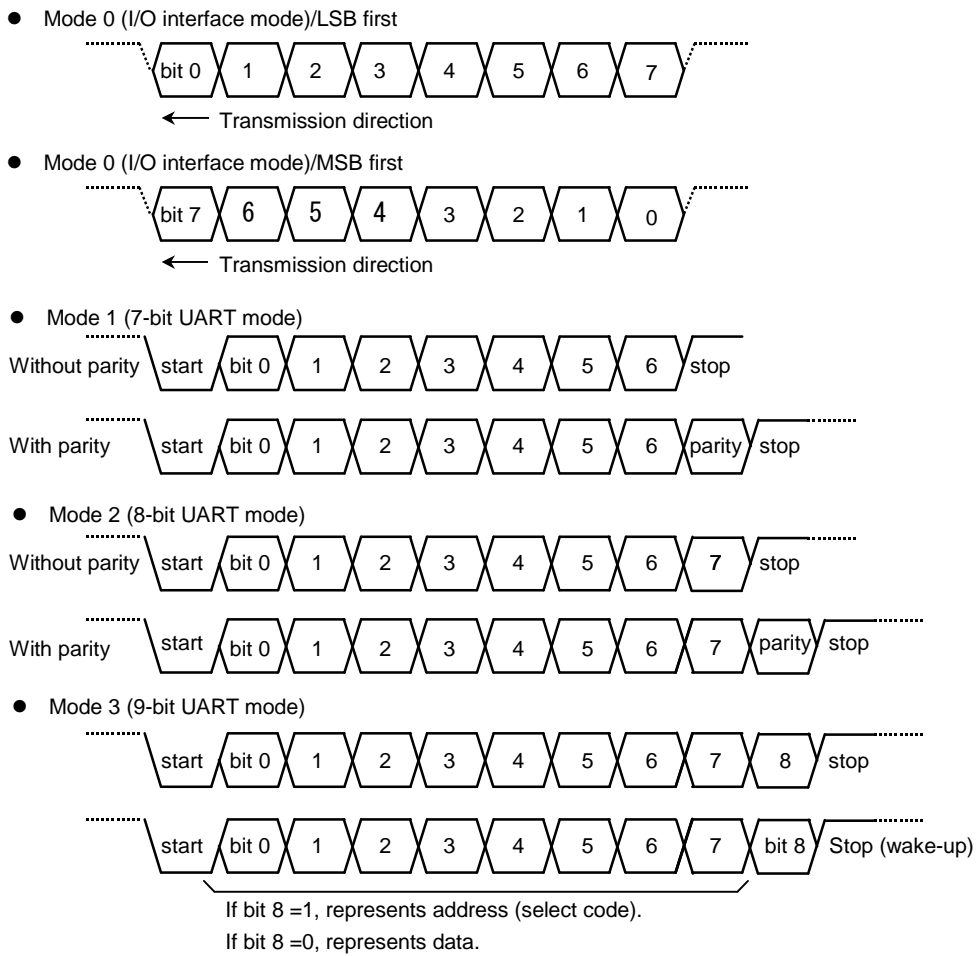 ● Mode 0 (I/O interface mode)/LSB first
bit 0 1 2 3 4 5 6 7
Transmission direction
● Mode 0 (I/O interface mode)/MSB first
bit 7 6 5 4 3 2 1 0
Transmission direction
● Mode 1 (7-bit UART mode)
Without parity start bit 0 1 2 3 4 5 6 stop
With parity start bit 0 1 2 3 4 5 6 parity stop
● Mode 2 (8-bit UART mode)
Without parity start bit 0 1 2 3 4 5 6 7 stop
With parity start bit 0 1 2 3 4 5 6 7 parity stop
● Mode 3 (9-bit UART mode)
start bit 0 1 2 3 4 5 6 7 8 stop
start bit 0 1 2 3 4 5 6 7 bit 8 Stop (wake-up)
If bit 8 =1, represents address (select code).
If bit 8 =0, represents data.